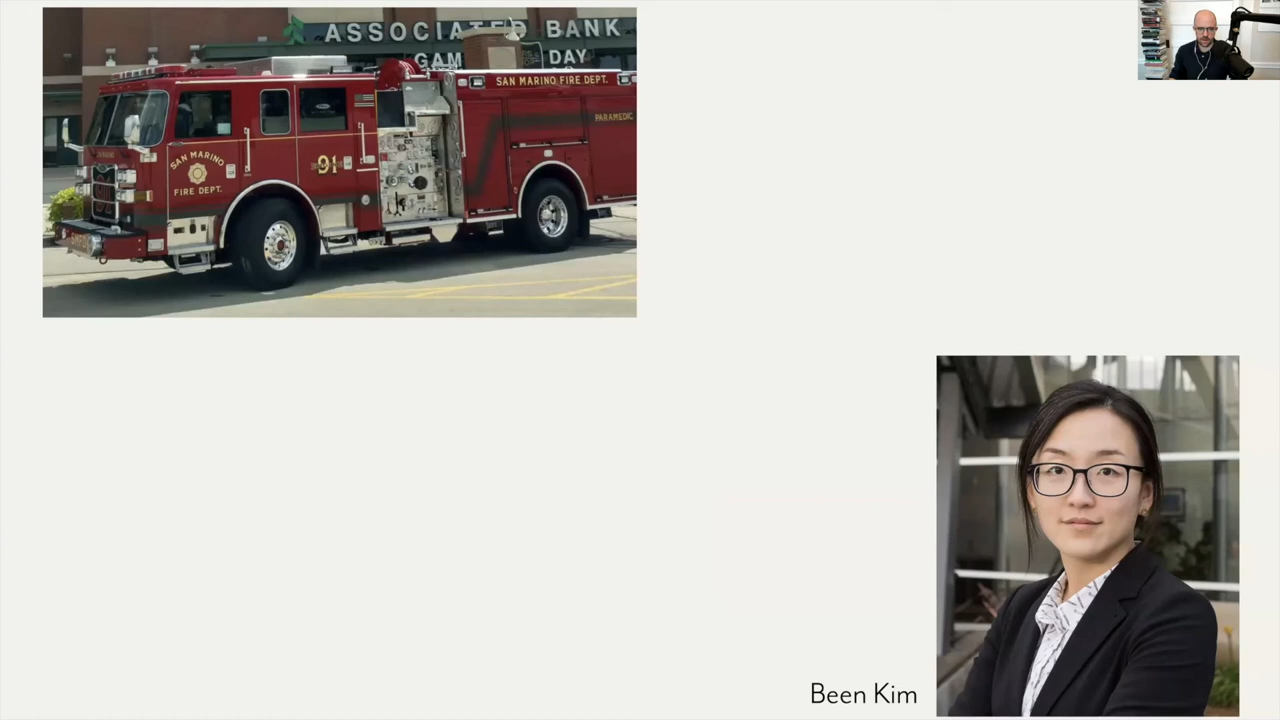 ASSOCIATED BANK
GAME DAY
SAN MARINO FIRE DEPT.
PARAMEDIC
SAN MARINO
FIRE DEPT.
91
Been Kim